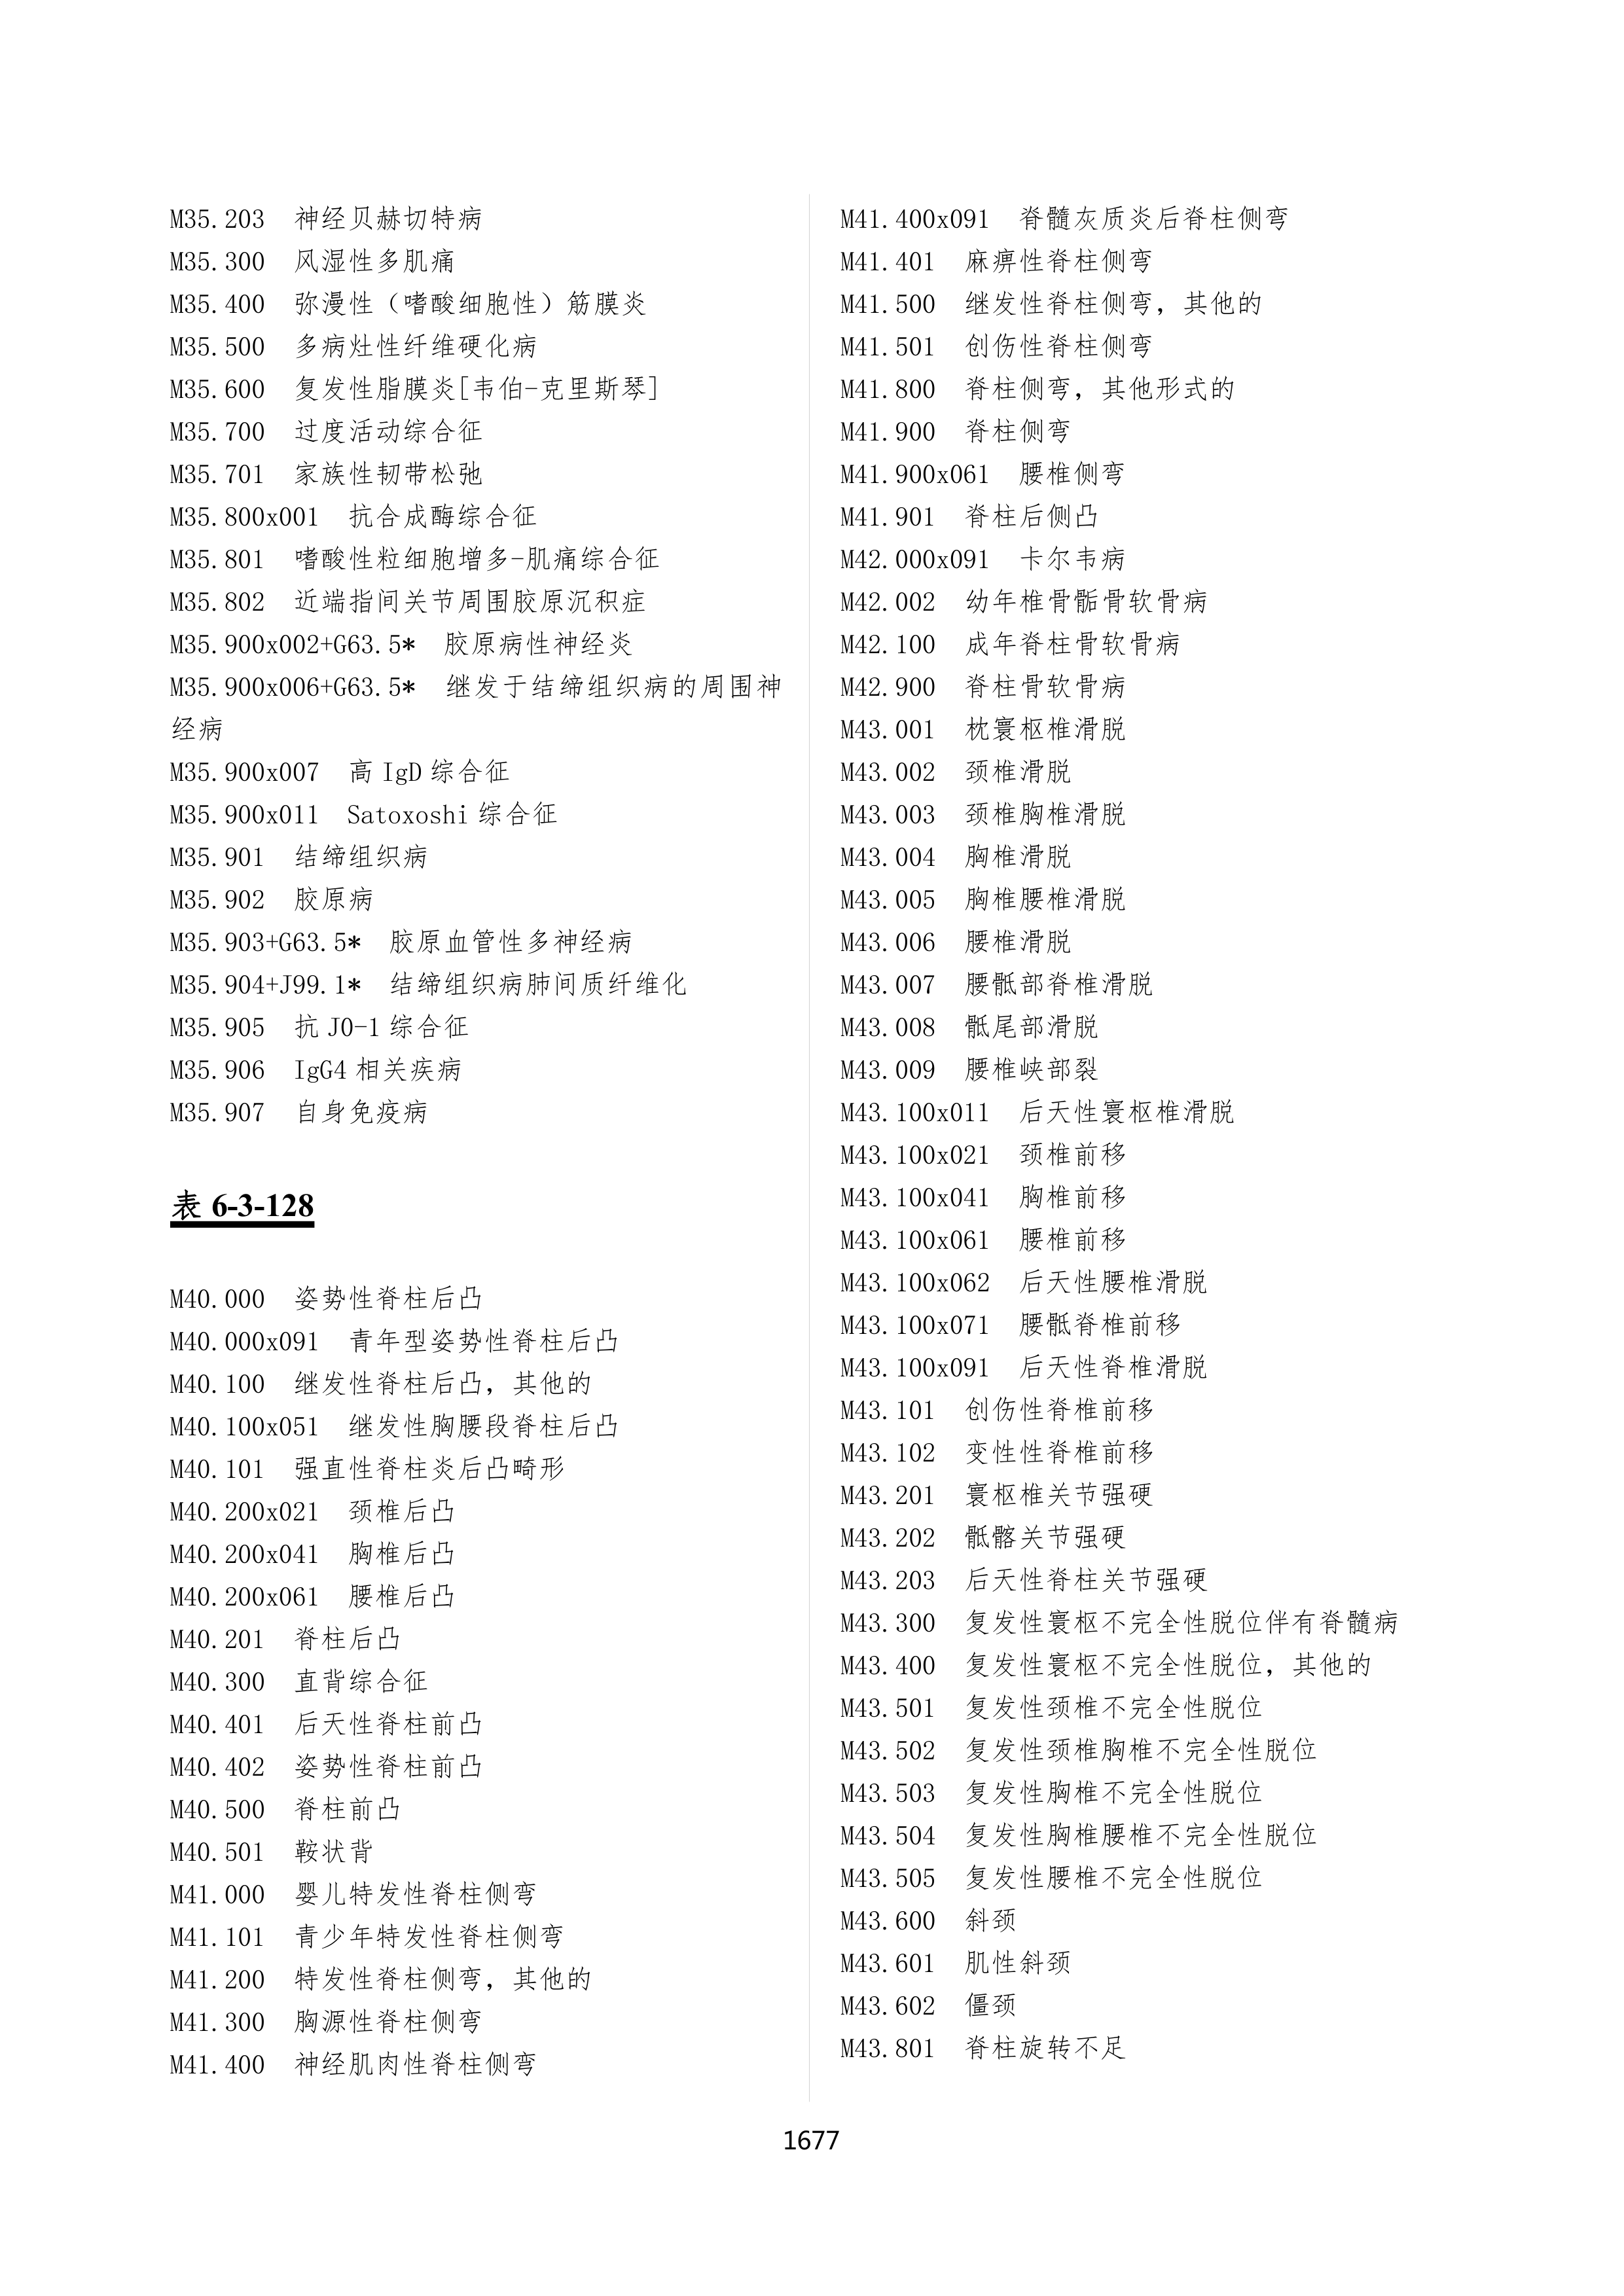 M35.203 神经贝赫切特病
M35.300 风湿性多肌痛
M35.400 弥漫性（嗜酸细胞性）筋膜炎
M35.500 多病灶性纤维硬化病
M35.600 复发性脂膜炎[韦伯-克里斯琴]
M35.700 过度活动综合征
M35.701 家族性韧带松弛
M35.800x001 抗合成酶综合征
M35.801 嗜酸性粒细胞增多-肌痛综合征
M35.802 近端指间关节周围胶原沉积症
M35.900x002+G63.5* 胶原病性神经炎
M35.900x006+G63.5* 继发于结缔组织病的周围神
经病
M35.900x007 高 IgD 综合征
M35.900x011 Satoxoshi 综合征
M35.901 结缔组织病
M35.902 胶原病
M35.903+G63.5* 胶原血管性多神经病
M35.904+J99.1* 结缔组织病肺间质纤维化
M35.905 抗 JO-1 综合征
M35.906 IgG4 相关疾病
M35.907 自身免疫病
表 6-3-128
M40.000 姿势性脊柱后凸
M40.000x091 青年型姿势性脊柱后凸
M40.100 继发性脊柱后凸，其他的
M40.100x051 继发性胸腰段脊柱后凸
M40.101 强直性脊柱炎后凸畸形
M40.200x021 颈椎后凸
M40.200x041 胸椎后凸
M40.200x061 腰椎后凸
M40.201 脊柱后凸
M40.300 直背综合征
M40.401 后天性脊柱前凸
M40.402 姿势性脊柱前凸
M40.500 脊柱前凸
M40.501 鞍状背
M41.000 婴儿特发性脊柱侧弯
M41.101 青少年特发性脊柱侧弯
M41.200 特发性脊柱侧弯，其他的
M41.300 胸源性脊柱侧弯
M41.400 神经肌肉性脊柱侧弯
M41.400x091 脊髓灰质炎后脊柱侧弯
M41.401 麻痹性脊柱侧弯
M41.500 继发性脊柱侧弯，其他的
M41.501 创伤性脊柱侧弯
M41.800 脊柱侧弯，其他形式的
M41.900 脊柱侧弯
M41.900x061 腰椎侧弯
M41.901 脊柱后侧凸
M42.000x091 卡尔韦病
M42.002 幼年椎骨骺骨软骨病
M42.100 成年脊柱骨软骨病
M42.900 脊柱骨软骨病
M43.001 枕寰枢椎滑脱
M43.002 颈椎滑脱
M43.003 颈椎胸椎滑脱
M43.004 胸椎滑脱
M43.005 胸椎腰椎滑脱
M43.006 腰椎滑脱
M43.007 腰骶部脊椎滑脱
M43.008 骶尾部滑脱
M43.009 腰椎峡部裂
M43.100x011 后天性寰枢椎滑脱
M43.100x021 颈椎前移
M43.100x041 胸椎前移
M43.100x061 腰椎前移
M43.100x062 后天性腰椎滑脱
M43.100x071 腰骶脊椎前移
M43.100x091 后天性脊椎滑脱
M43.101 创伤性脊椎前移
M43.102 变性性脊椎前移
M43.201 寰枢椎关节强硬
M43.202 骶髂关节强硬
M43.203 后天性脊柱关节强硬
M43.300 复发性寰枢不完全性脱位伴有脊髓病
M43.400 复发性寰枢不完全性脱位，其他的
M43.501 复发性颈椎不完全性脱位
M43.502 复发性颈椎胸椎不完全性脱位
M43.503 复发性胸椎不完全性脱位
M43.504 复发性胸椎腰椎不完全性脱位
M43.505 复发性腰椎不完全性脱位
M43.600 斜颈
M43.601 肌性斜颈
M43.602 僵颈
M43.801 脊柱旋转不足
1677